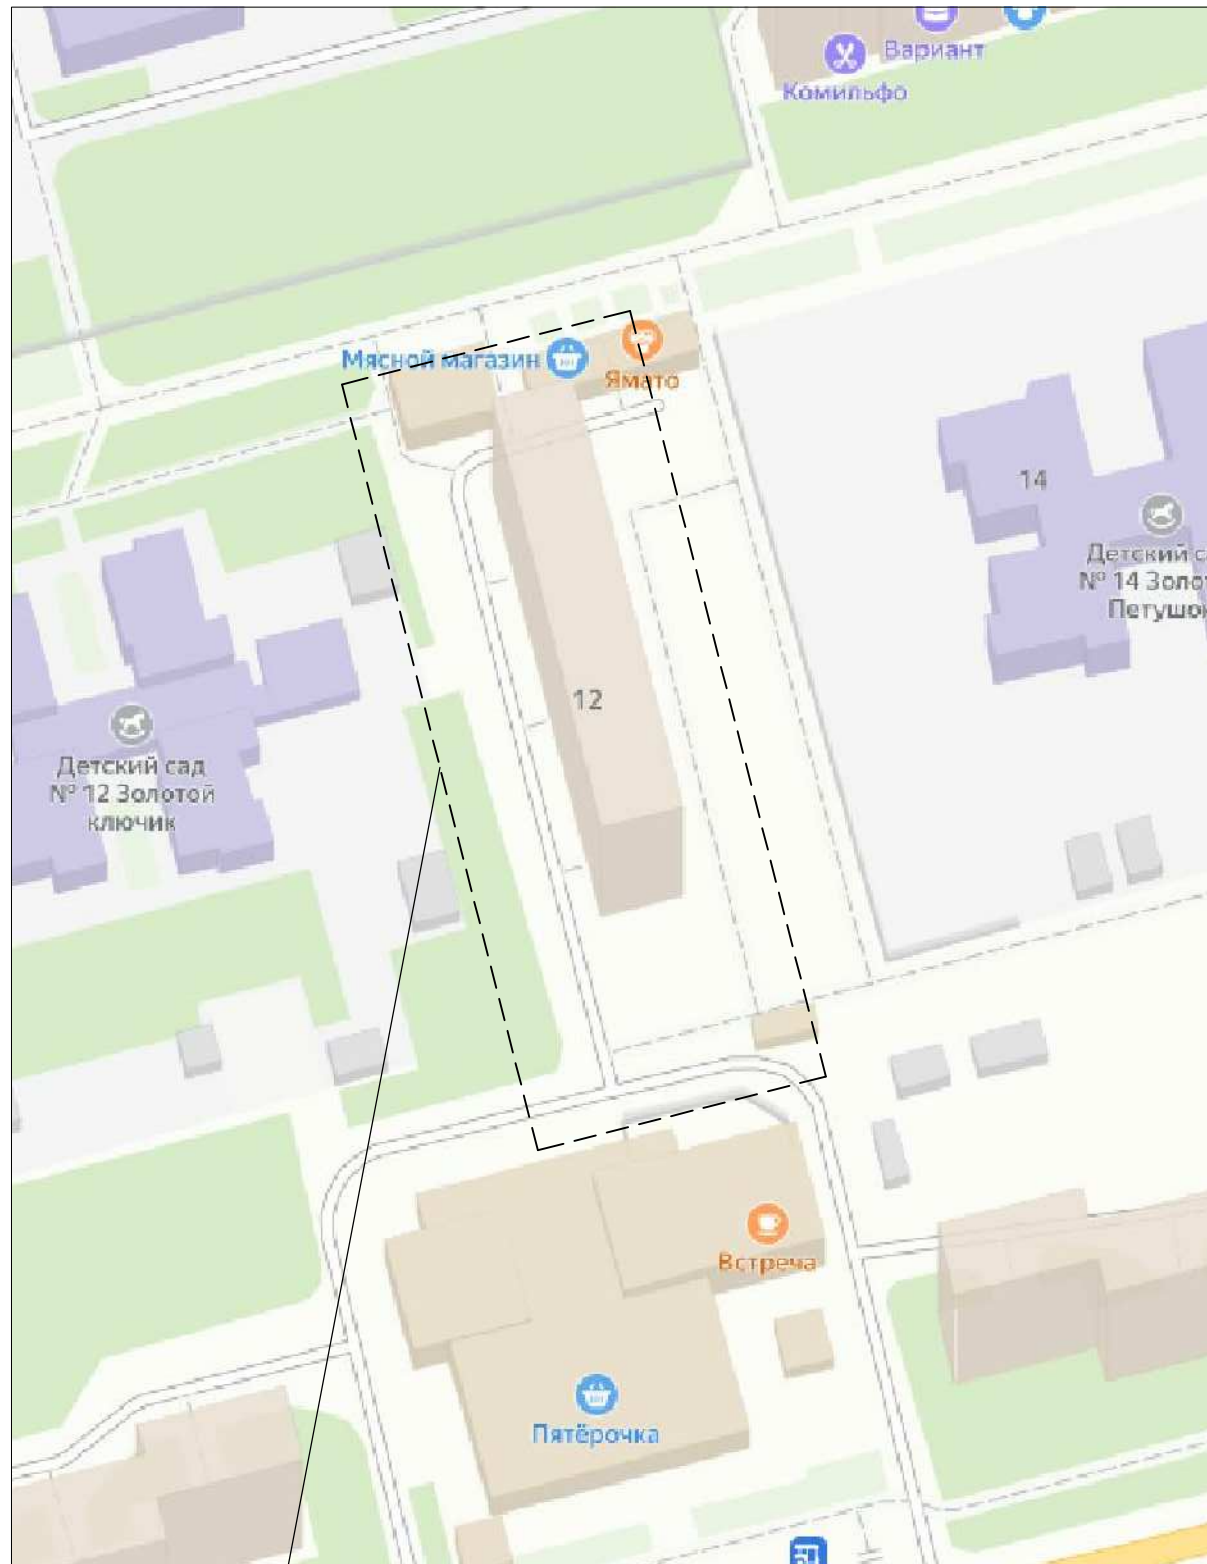 Вариант
Комильфо
Мясной магазин
Ямато
14
Детский с
№ 14 Золот
Петушок
12
Детский сад
№ 12 Золотой
ключик
Встреча
Пятёрочка